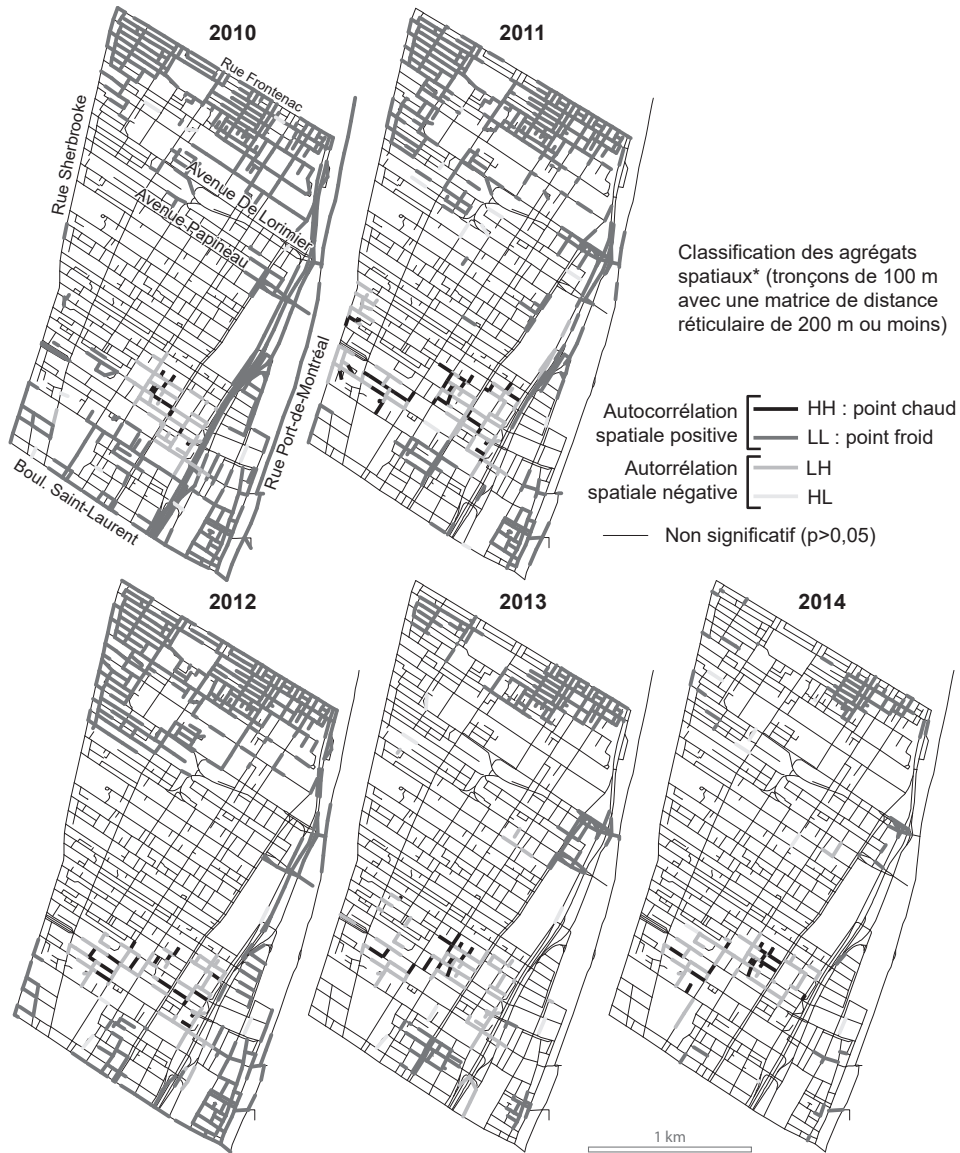 2010
2011
Rue Frontenac
Rue Sherbrooke
Avenue De Lorimier
Avenue Papineau
Rue Port-de-Montréal
Boul. Saint-Laurent
Classification des agrégats
spatiaux* (tronçons de 100 m
avec une matrice de distance
réticulaire de 200 m ou moins)
Autocorrélation
spatiale positive
HH : point chaud
LL : point froid
Autorrélation
spatiale négative
LH
HL
Non significatif (p>0,05)
2012
2013
2014
1 km